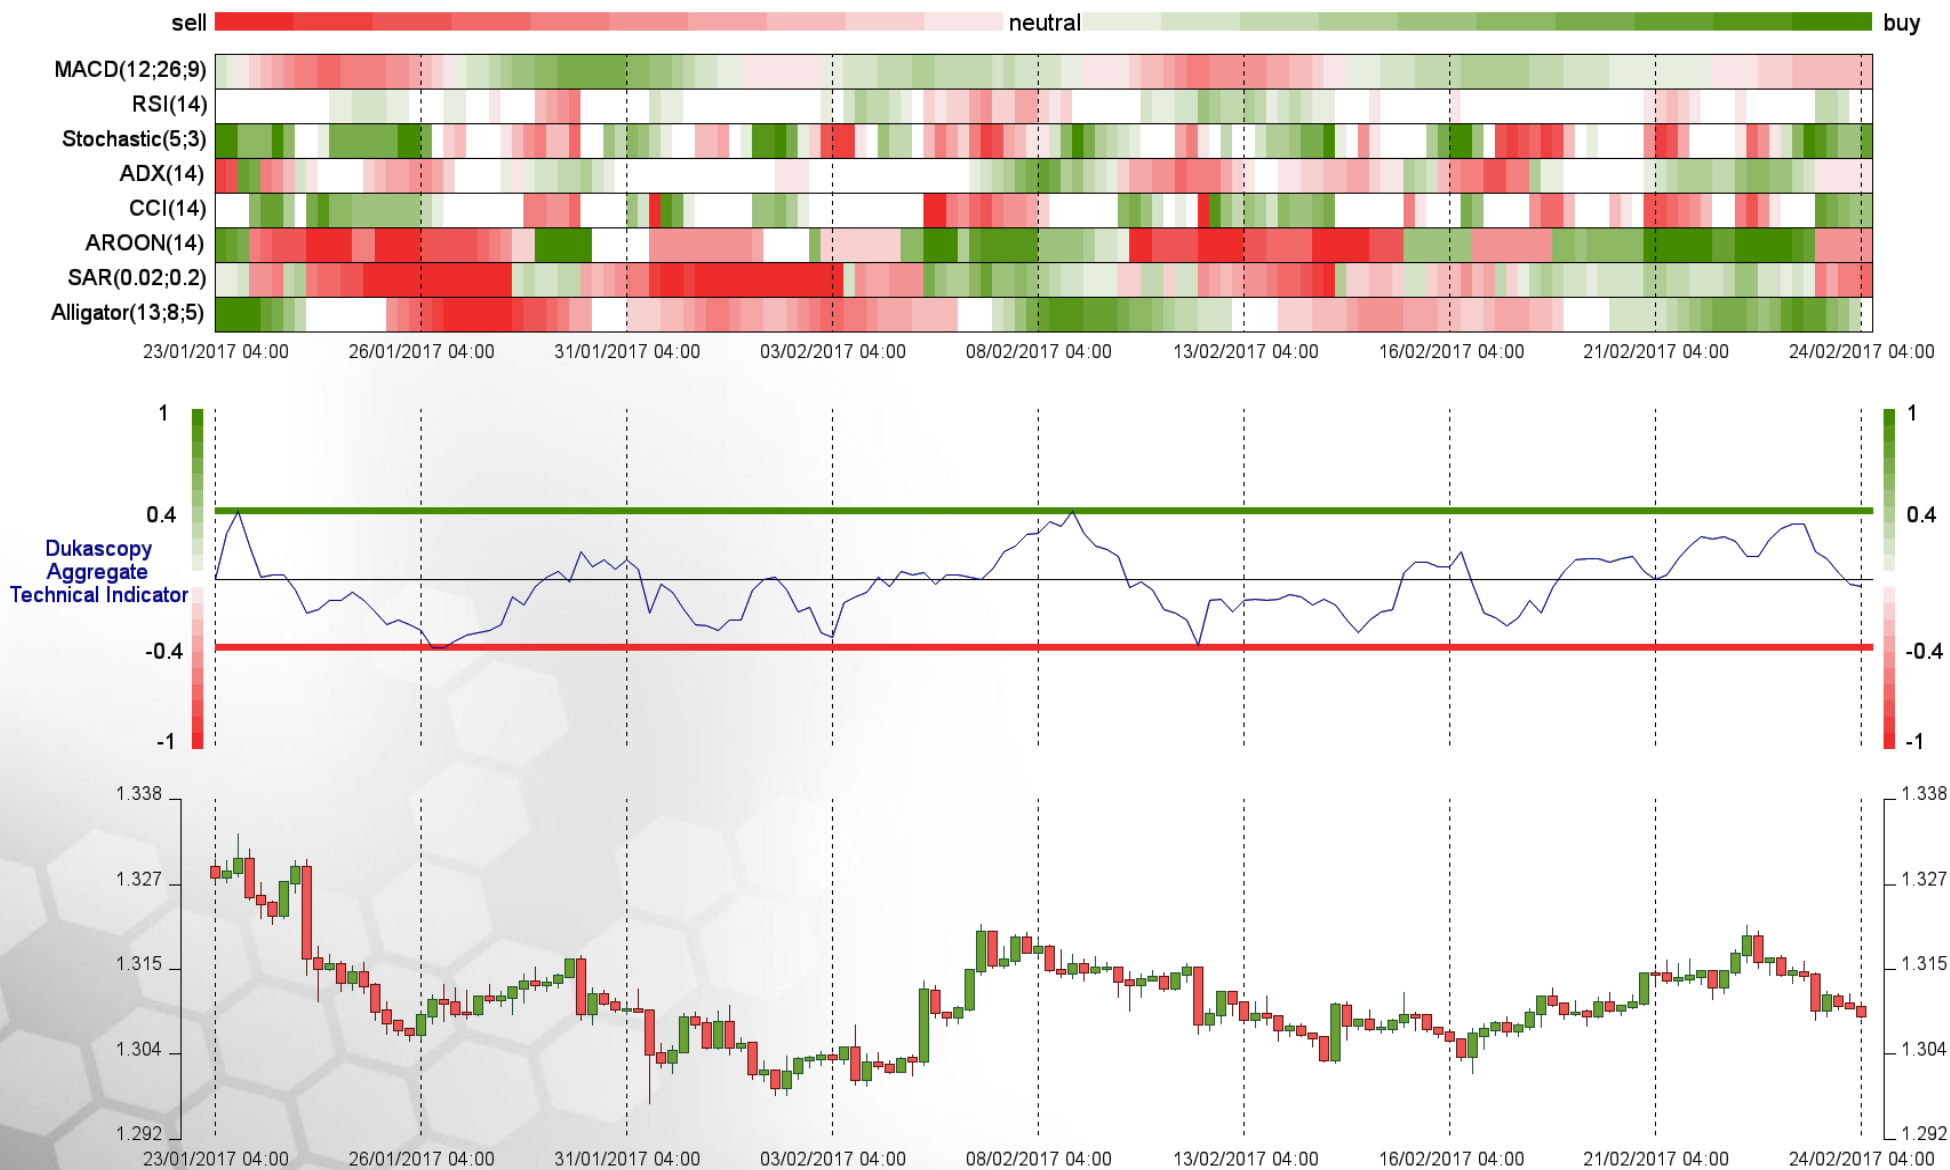 sell neutral buy
MACD(12;26;9)
RSI(14)
Stochastic(5;3)
ADX(14)
CCI(14)
AROON(14)
SAR(0.02;0.2)
Alligator(13;8;5)
23/01/2017 04:00 26/01/2017 04:00 31/01/2017 04:00 03/02/2017 04:00 08/02/2017 04:00 13/02/2017 04:00 16/02/2017 04:00 21/02/2017 04:00 24/02/2017 04:00
1 1
0.4 0.4
Dukascopy
Aggregate
Technical Indicator
-0.4 -0.4
-1 -1
1.338 1.338
1.327 1.327
1.315 1.315
1.304 1.304
1.292 1.292
23/01/2017 04:00 26/01/2017 04:00 31/01/2017 04:00 03/02/2017 04:00 08/02/2017 04:00 13/02/2017 04:00 16/02/2017 04:00 21/02/2017 04:00 24/02/2017 04:00